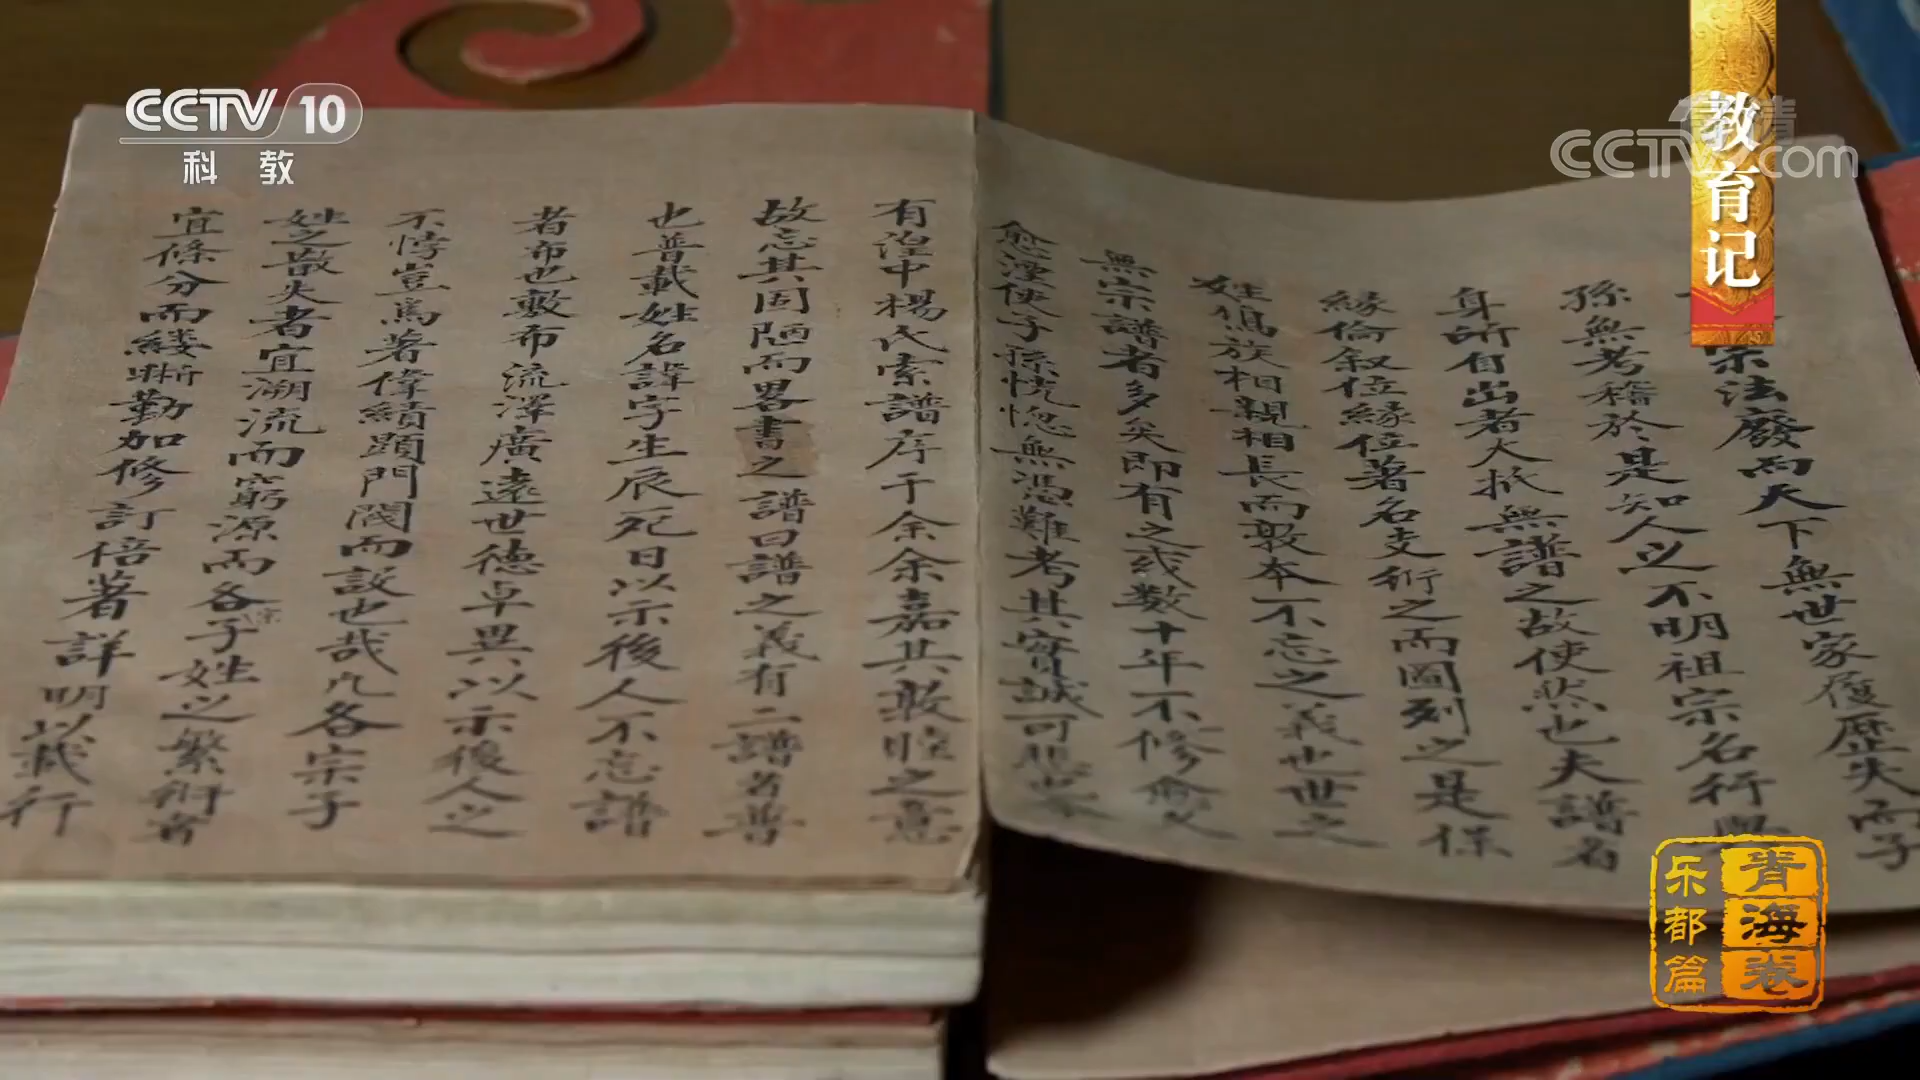 CCTV 10
科教
CCTV.com
教育记
宗法廢而天下無世家履歷失而子
孫無考稽於是知人之不明祖宗名行與
身所自出者大抵無譜之故使然也夫譜者
緣倫叙位緣位著名支衍之而圖列之是保
姓傌族相親相長而敦本不忘之義也世之
無宗譜者多矣即有之或数十年不修愈久
愈湮使子孫恍惚無憑難考其實誠可悲
有湟中楊氏索譜序于余余嘉其敦睦之意
故忘其固陋而畧書之譜曰譜之義有二譜者普
也普載姓名諱字生辰死日以示後人不忘譜
者布也敷布流澤廣遠世德卓異以示後人之
不愕豈爲著偉績顯門閥而設也哉凡各宗子
姓之散失者宜溯流而窮源而各子姓之繁衍者
宜條分而縷晰勤加修訂倍著詳明以載行
青海卷
乐都篇